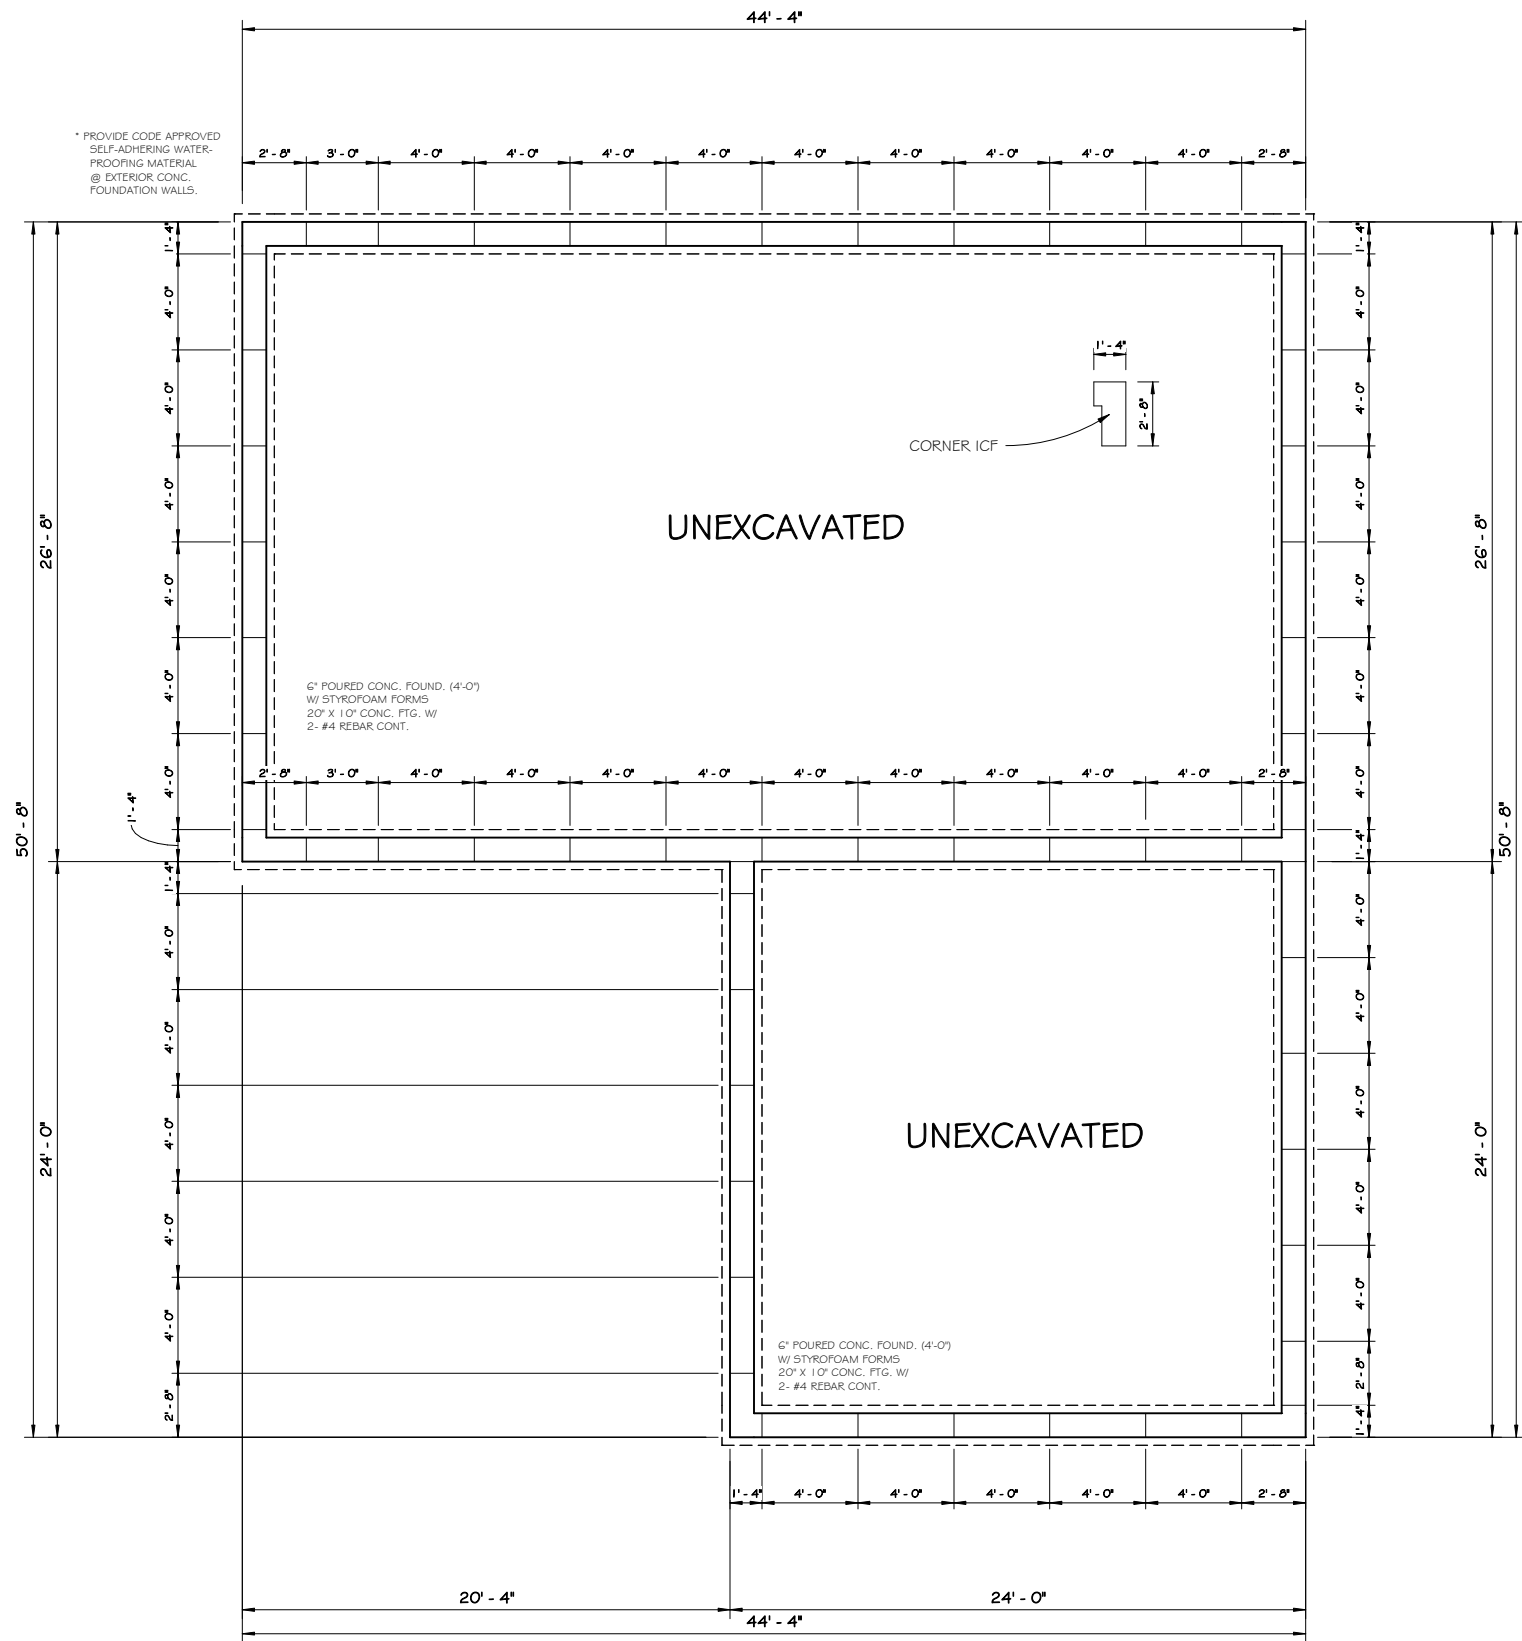 44' - 4"
* PROVIDE CODE APPROVED
SELF-ADHERING WATER-
PROOFING MATERIAL
@ EXTERIOR CONC.
FOUNDATION WALLS.
2' - 8" 3' - 0" 4' - 0" 4' - 0" 4' - 0" 4' - 0" 4' - 0" 4' - 0" 4' - 0" 4' - 0" 4' - 0" 2' - 8"
1' - 4"
4' - 0"
4' - 0"
4' - 0"
4' - 0"
4' - 0"
4' - 0"
1' - 4"
1' - 4"
4' - 0"
4' - 0"
4' - 0"
4' - 0"
4' - 0"
2' - 8"
26' - 8"
50' - 8"
24' - 0"
1' - 4"
2' - 8"
CORNER ICF
UNEXCAVATED
6" POURED CONC. FOUND. (4'-0")
W/ STYROFOAM FORMS
20" X 10" CONC. FTG. W/
2- #4 REBAR CONT.
2' - 8" 3' - 0" 4' - 0" 4' - 0" 4' - 0" 4' - 0" 4' - 0" 4' - 0" 4' - 0" 4' - 0" 4' - 0" 2' - 8"
1' - 4"
4' - 0"
4' - 0"
4' - 0"
4' - 0"
4' - 0"
4' - 0"
1' - 4"
4' - 0"
4' - 0"
4' - 0"
4' - 0"
4' - 0"
2' - 8"
1' - 4"
26' - 8"
50' - 8"
24' - 0"
UNEXCAVATED
6" POURED CONC. FOUND. (4'-0")
W/ STYROFOAM FORMS
20" X 10" CONC. FTG. W/
2- #4 REBAR CONT.
1' - 4" 4' - 0" 4' - 0" 4' - 0" 4' - 0" 4' - 0" 2' - 8"
20' - 4" 24' - 0"
44' - 4"